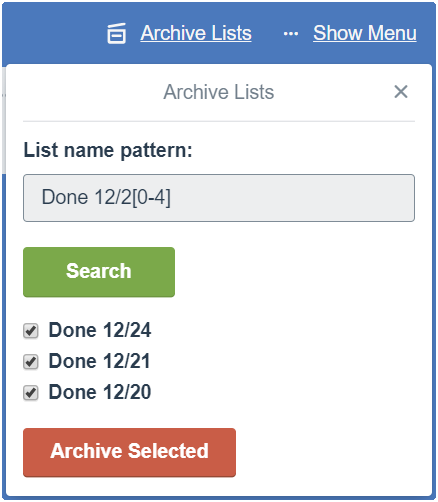 Archive Lists ... Show Menu
Archive Lists ×
List name pattern:
Done 12/2[0-4]
Search
Done 12/24
Done 12/21
Done 12/20
Archive Selected